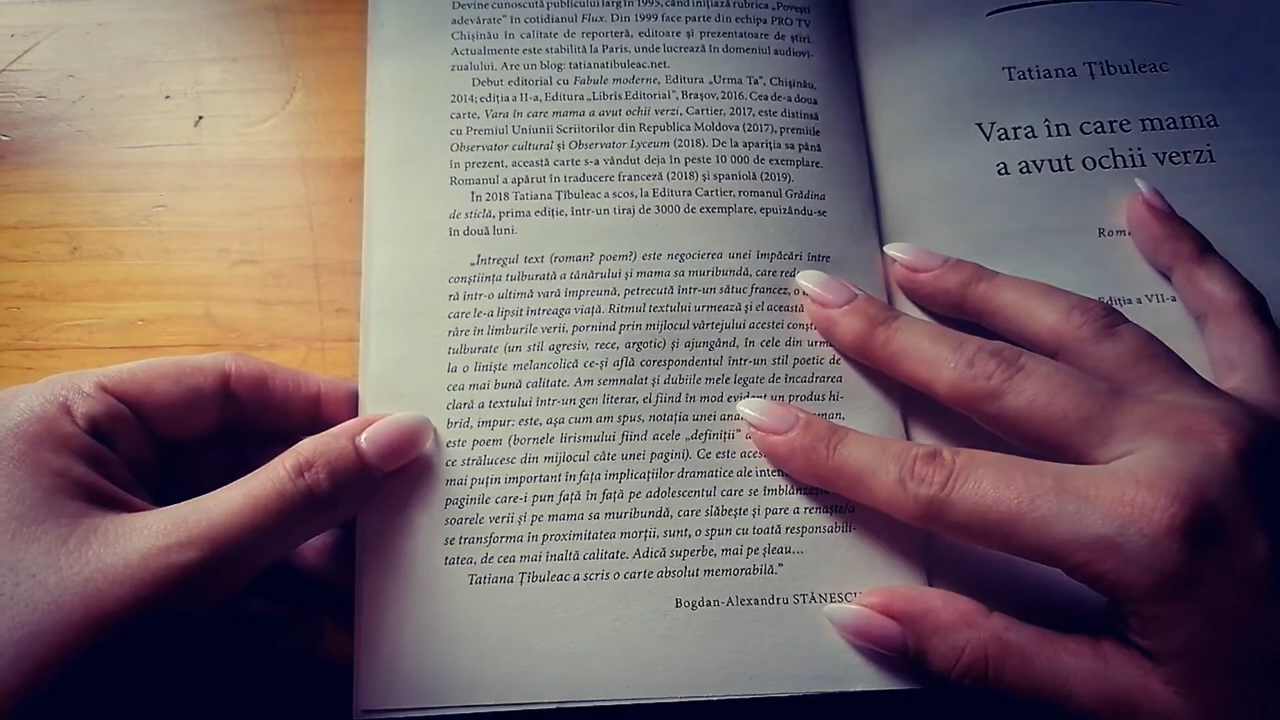 Devine cunoscută publicului larg în 1995, când inițiază rubrica „Povești
adevărate” în cotidianul Flux. Din 1999 face parte din echipa PRO TV
Chișinău în calitate de reporteră, editoare și prezentatoare de știri.
Actualmente este stabilită la Paris, unde lucrează în domeniul audiovi-
zualului. Are un blog: tatianatibuleac.net.
Debut editorial cu Fabule moderne, Editura „Urma Ta”, Chișinău,
2014; ediția a II-a, Editura „Libris Editorial”, Brașov, 2016. Cea de-a doua
carte, Vara în care mama a avut ochii verzi, Cartier, 2017, este distinsă
cu Premiul Uniunii Scriitorilor din Republica Moldova (2017), premiile
Observator cultural și Observator Lyceum (2018). De la apariția sa până
în prezent, această carte s-a vândut deja în peste 10 000 de exemplare.
Romanul a apărut în traducere franceză (2018) și spaniolă (2019).
În 2018 Tatiana Țîbuleac a scos, la Editura Cartier, romanul Grădina
de sticlă, prima ediție, într-un tiraj de 3000 de exemplare, epuizându-se
în două luni.
„Întregul text (roman? poem?) este negocierea unei împăcări între
conștiința tulburată a tânărului și mama sa muribundă, care
ră într-o ultimă vară împreună, petrecută într-un sătuc francez, o
care le-a lipsit întreaga viață. Ritmul textului urmează și el această
râre în limburile verii, pornind prin mijlocul vârtejului acestei
tulburate (un stil agresiv, rece, argotic) și ajungând, în cele din
la o liniște melancolică ce-și află corespondentul într-un stil poetic de
cea mai bună calitate. Am semnalat și dubiile mele legate de încadrarea
clară a textului într-un gen literar, el fiind în mod evident un produs hi-
brid, impur: este, așa cum am spus, notația unei
este poem (bornele lirismului fiind acele „definiții”
ce strălucesc din mijlocul câte unei pagini). Ce este
mai puțin important în fața implicațiilor dramatice ale
paginile care-i pun față în față pe adolescentul care se îmblânzește
soarele verii și pe mama sa muribundă, care slăbește și pare a renaște/a
se transforma în proximitatea morții, sunt, o spun cu toată responsabili-
tatea, de cea mai înaltă calitate. Adică superbe, mai pe șleau...
Tatiana Țîbuleac a scris o carte absolut memorabilă.”
Bogdan-Alexandru STĂNESCU
Tatiana Țîbuleac
Vara în care mama
a avut ochii verzi
Ediția a VII-a